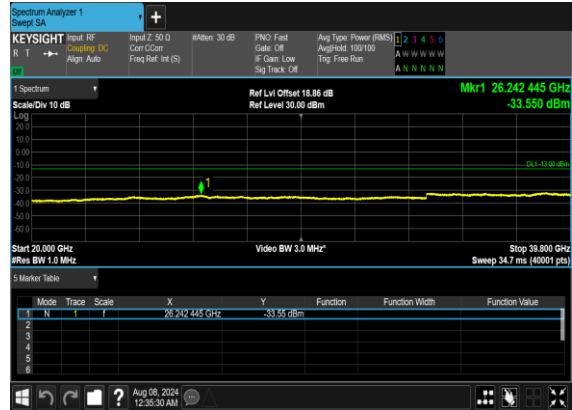 Spectrum Analyzer 1
Swept SA
+
KEYSIGHT Input: RF Input Z: 50 Ω #Atten: 30 dB PNO: Fast Avg Type: Power (RMS) 1 2 3 4 5 6
R T Coupling: DC Corr CCorr Gate: Off Avg|Hold: 100/100 A W W W W W
Align: Auto Freq Ref: Int (S) IF Gain: Low Trig: Free Run
Sig Track: Off A N N N N N
1 Spectrum Ref Lvl Offset 18.86 dB Mkr1 26.242 445 GHz
Scale/Div 10 dB Ref Level 30.00 dBm -33.550 dBm
Log
20.0
10.0
0.00
-10.0 DL1 -13.00 dBm
-20.0
1
-30.0
-40.0
-50.0
-60.0
Start 20.000 GHz Video BW 3.0 MHz* Stop 39.800 GHz
#Res BW 1.0 MHz Sweep 34.7 ms (40001 pts)
5 Marker Table
Mode Trace Scale X Y Function Function Width Function Value
1 N 1 f 26.242 445 GHz -33.55 dBm
2
3
4
5
6
? Aug 08, 2024
12:35:30 AM